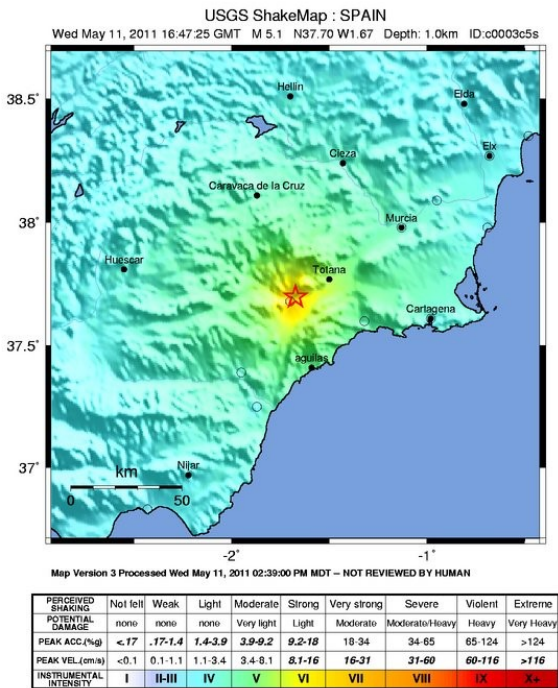 USGS ShakeMap : SPAIN
Wed May 11, 2011 16:47:25 GMT M 5.1 N37.70 W1.67 Depth: 1.0km ID:c0003c5s
38.5°
38°
37.5°
37°
Hellín
Elda
Elx
Cieza
Caravaca de la Cruz
Murcia
Huescar
Totana
Cartagena
aguilas
Nijar
km
0 50
-2° -1°
Map Version 3 Processed Wed May 11, 2011 02:39:00 PM MDT -- NOT REVIEWED BY HUMAN
PERCEIVED SHAKING Not felt Weak Light Moderate Strong Very strong Severe Violent Extreme
POTENTIAL DAMAGE none none none Very light Light Moderate Moderate/Heavy Heavy Very Heavy
PEAK ACC.(%g) <.17 .17-1.4 1.4-3.9 3.9-9.2 9.2-18 18-34 34-65 65-124 >124
PEAK VEL.(cm/s) <0.1 0.1-1.1 1.1-3.4 3.4-8.1 8.1-16 16-31 31-60 60-116 >116
INSTRUMENTAL INTENSITY I II-III IV V VI VII VIII IX X+